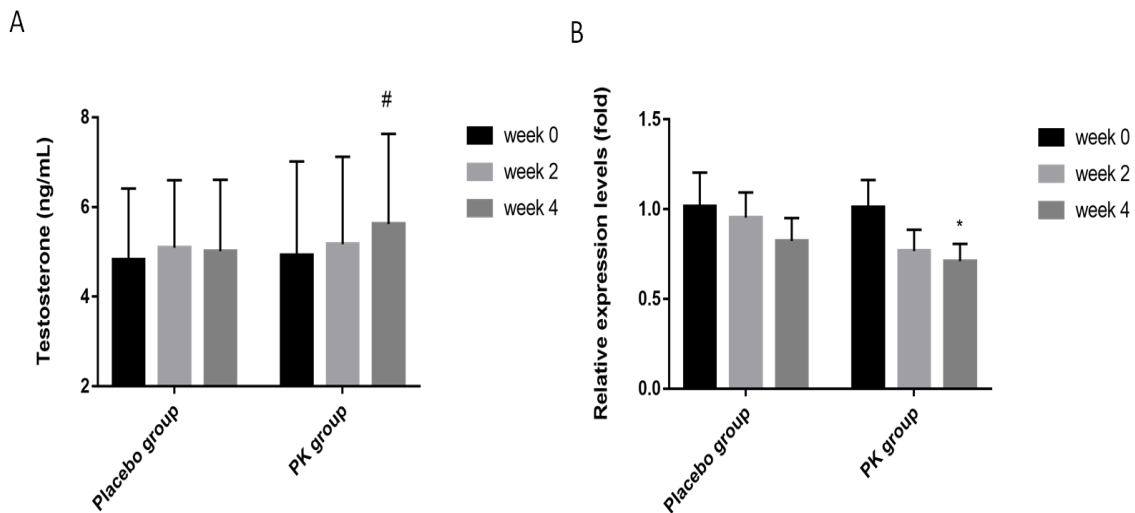 A
Testosterone (ng/mL)
8
6
4
2
#
Placebo group
PK group
week 0
week 2
week 4
B
Relative expression levels (fold)
1.5
1.0
0.5
0.0
*
Placebo group
PK group
week 0
week 2
week 4